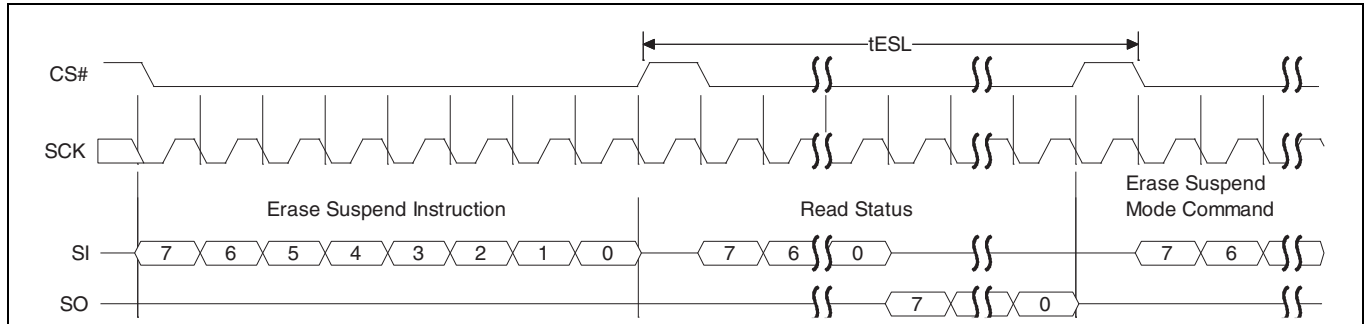 tESL
CS#
SCK
Erase Suspend Instruction
Read Status
Erase Suspend
Mode Command
SI 7 6 5 4 3 2 1 0 7 6 0 7 6
SO 7 0